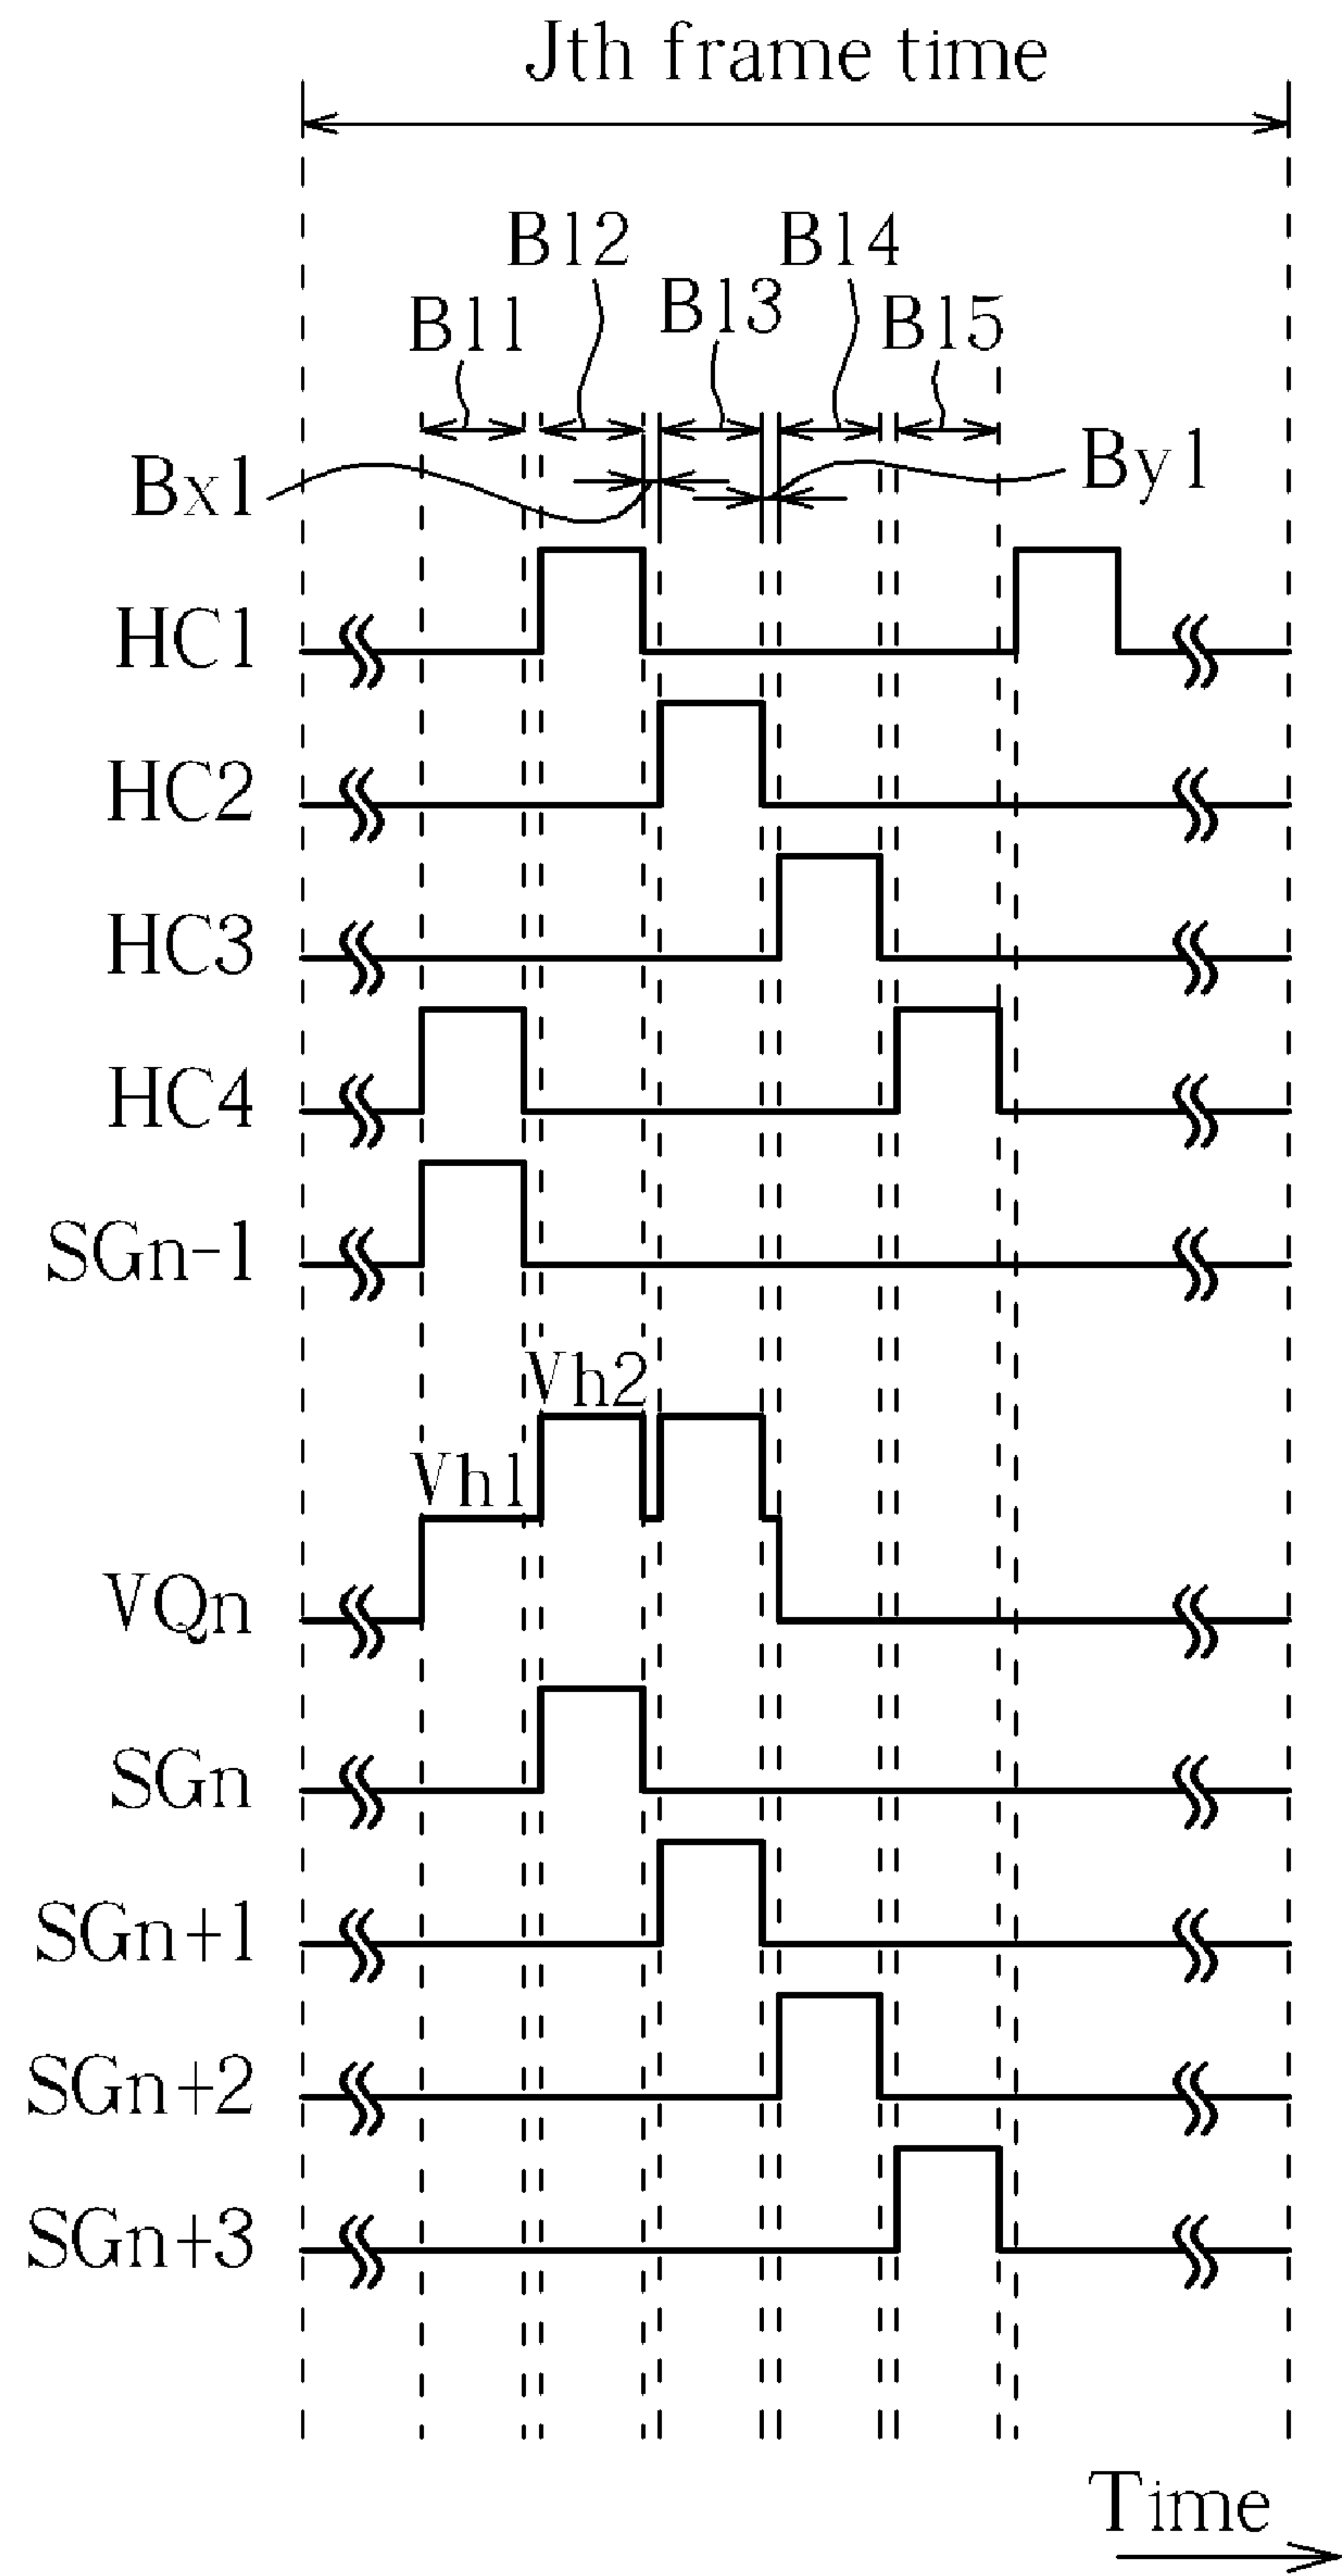 Jth frame time
B12 B14
B11 B13 B15
Bx1 By1
HC1
HC2
HC3
HC4
SGn-1
Vh2
Vh1
VQn
SGn
SGn+1
SGn+2
SGn+3
Time